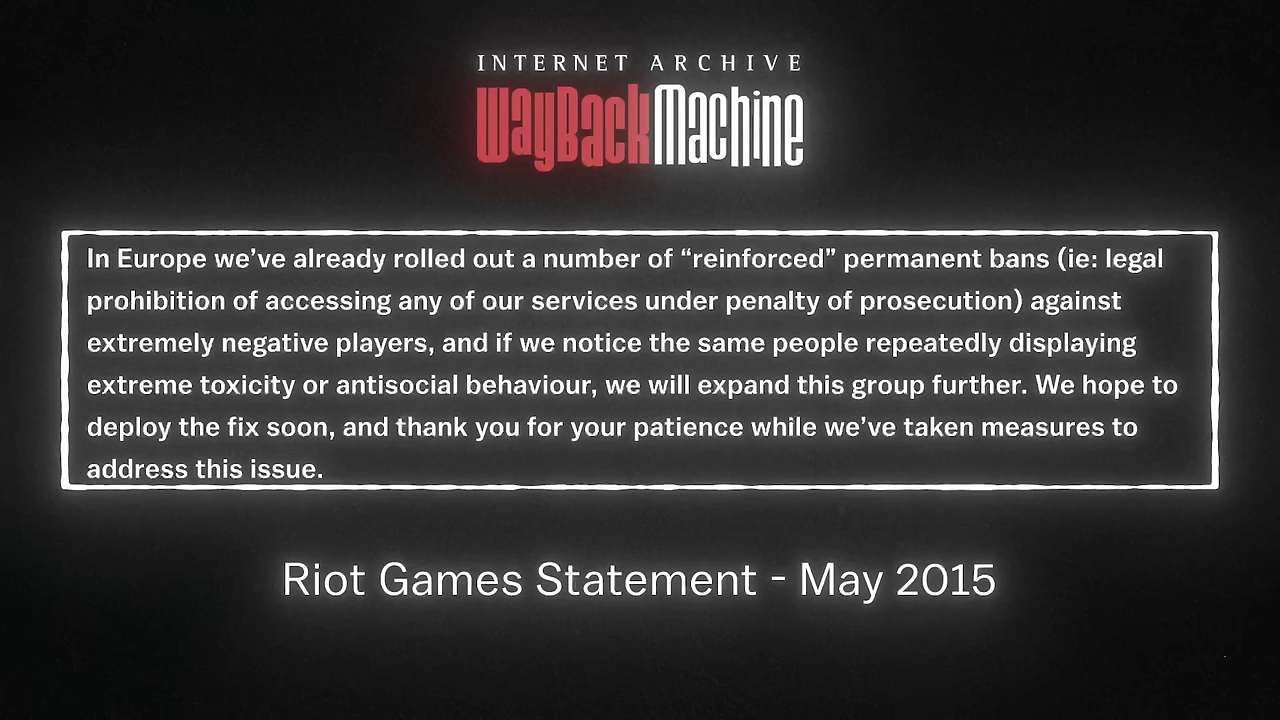 INTERNET ARCHIVE
WayBackMachine
In Europe we’ve already rolled out a number of “reinforced” permanent bans (ie: legal
prohibition of accessing any of our services under penalty of prosecution) against
extremely negative players, and if we notice the same people repeatedly displaying
extreme toxicity or antisocial behaviour, we will expand this group further. We hope to
deploy the fix soon, and thank you for your patience while we’ve taken measures to
address this issue.
Riot Games Statement - May 2015